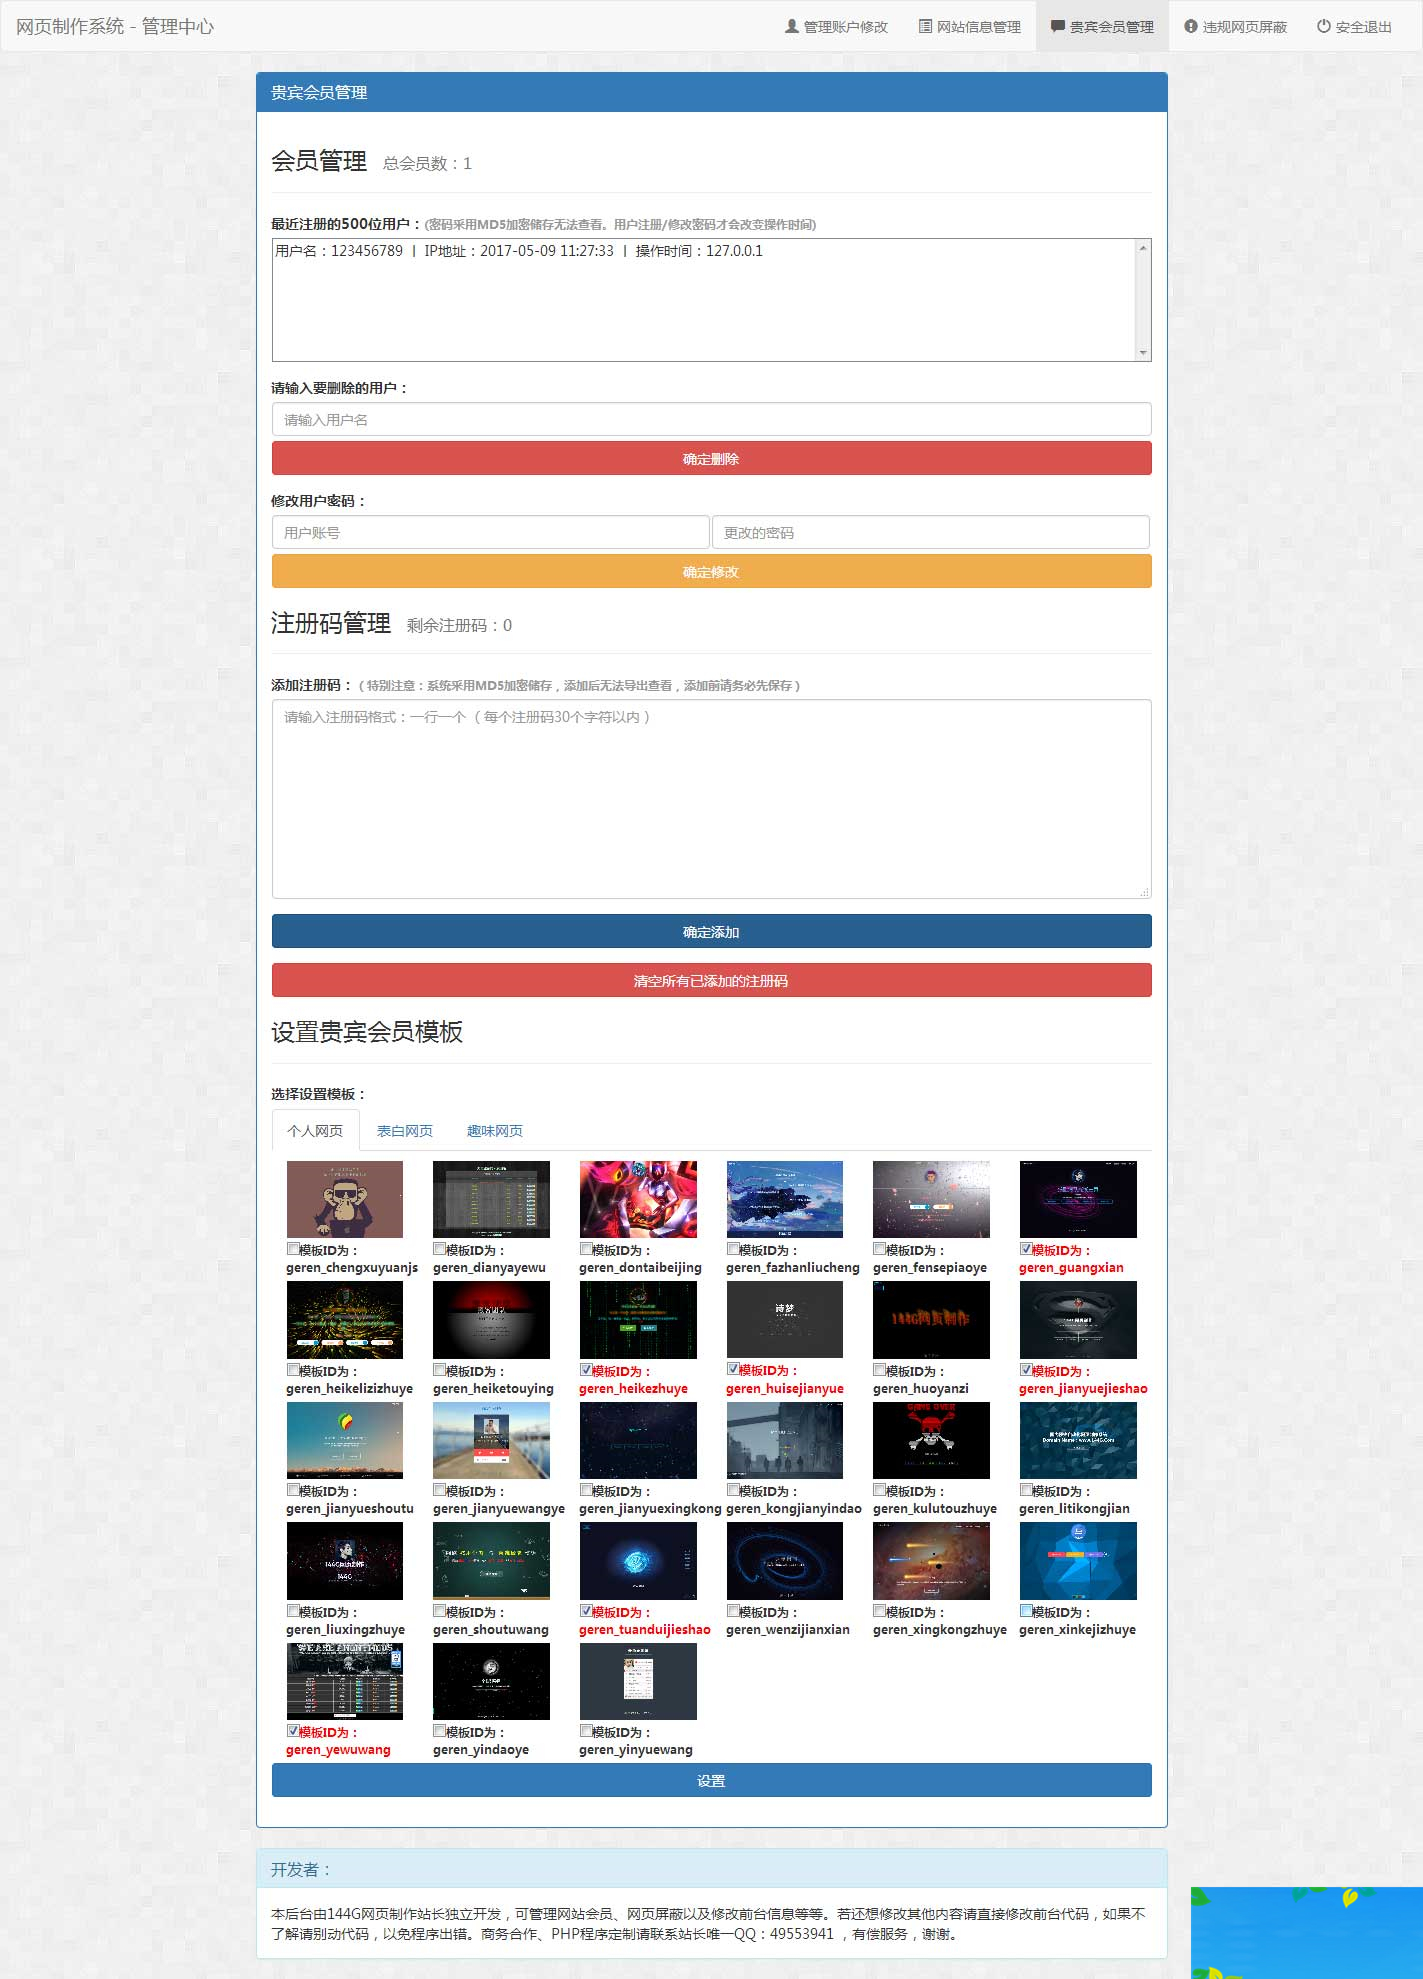 网页制作系统 - 管理中心
管理账户修改
网站信息管理
贵宾会员管理
违规网页屏蔽
安全退出
贵宾会员管理
会员管理 总会员数：1
最近注册的500位用户：(密码采用MD5加密储存无法查看。用户注册/修改密码才会改变操作时间)
用户名：123456789 | IP地址：2017-05-09 11:27:33 | 操作时间：127.0.0.1
请输入要删除的用户：
请输入用户名
确定删除
修改用户密码：
用户账号
更改的密码
确定修改
注册码管理 剩余注册码：0
添加注册码：（特别注意：系统采用MD5加密储存，添加后无法导出查看，添加前请务必先保存）
请输入注册码格式：一行一个 （每个注册码30个字符以内）
确定添加
清空所有已添加的注册码
设置贵宾会员模板
选择设置模板：
个人网页 表白网页 趣味网页
模板ID为：
geren_chengxuyuanjs
模板ID为：
geren_dianyayewu
模板ID为：
geren_dontaibeijing
模板ID为：
geren_fazhanliucheng
模板ID为：
geren_fensepiaoye
模板ID为：
geren_guangxian
诗梦
144G网页制作
模板ID为：
geren_heikelizizhuye
模板ID为：
geren_heiketouying
模板ID为：
geren_heikezhuye
模板ID为：
geren_huisejianyue
模板ID为：
geren_huoyanzi
模板ID为：
geren_jianyuejieshao
GAME OVER
模板ID为：
geren_jianyueshoutu
模板ID为：
geren_jianyuewangye
模板ID为：
geren_jianyuexingkong
模板ID为：
geren_kongjianyindao
模板ID为：
geren_kulutouzhuye
模板ID为：
geren_litikongjian
144G网页制作
144G
模板ID为：
geren_liuxingzhuye
模板ID为：
geren_shoutuwang
模板ID为：
geren_tuanduijieshao
模板ID为：
geren_wenzijianxian
模板ID为：
geren_xingkongzhuye
模板ID为：
geren_xinkejizhuye
模板ID为：
geren_yewuwang
模板ID为：
geren_yindaoye
模板ID为：
geren_yinyuewang
设置
开发者：
本后台由144G网页制作站长独立开发，可管理网站会员、网页屏蔽以及修改前台信息等等。若还想修改其他内容请直接修改前台代码，如果不
了解请别动代码，以免程序出错。商务合作、PHP程序定制请联系站长唯一QQ：49553941 ，有偿服务，谢谢。